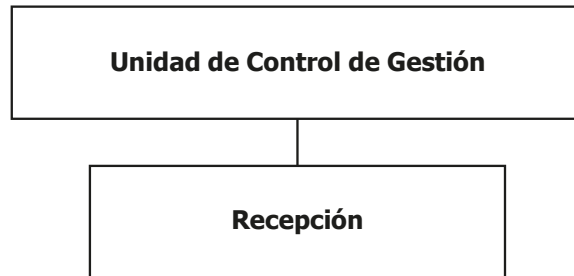 Unidad de Control de Gestión
Recepción